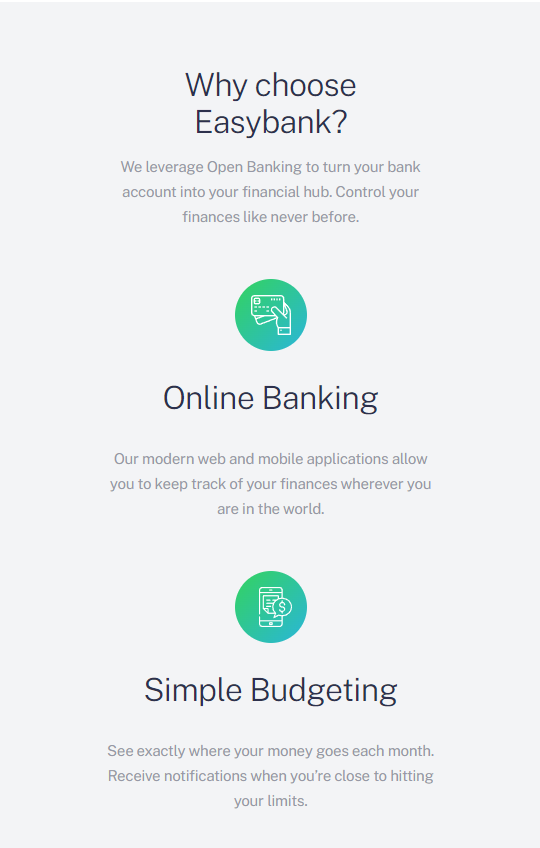 Why choose
Easybank?
We leverage Open Banking to turn your bank
account into your financial hub. Control your
finances like never before.
Online Banking
Our modern web and mobile applications allow
you to keep track of your finances wherever you
are in the world.
Simple Budgeting
See exactly where your money goes each month.
Receive notifications when you’re close to hitting
your limits.